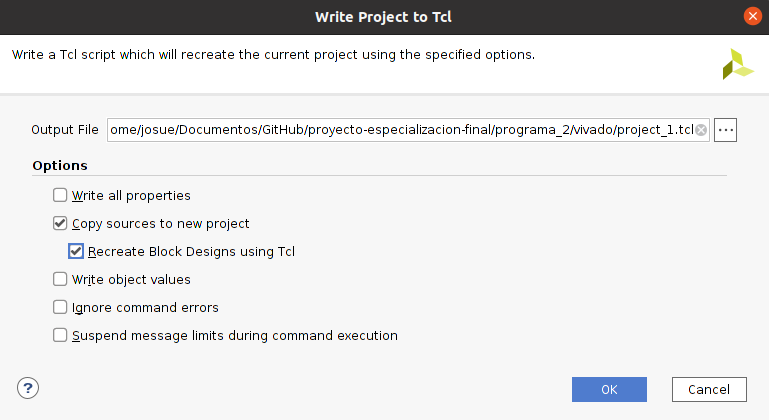 Write Project to Tcl
Write a Tcl script which will recreate the current project using the specified options.
Output File ome/josue/Documentos/GitHub/proyecto-especializacion-final/programa_2/vivado/project_1.tcl ...
Options
Write all properties
Copy sources to new project
Recreate Block Designs using Tcl
Write object values
Ignore command errors
Suspend message limits during command execution
? OK Cancel